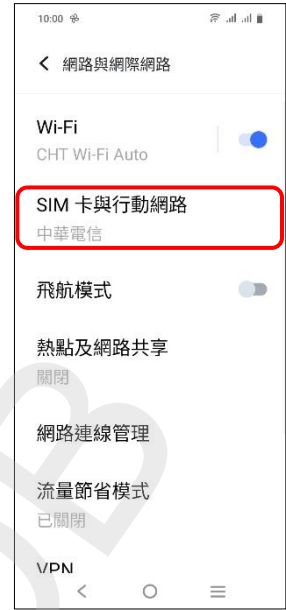 10:00
網路與網際網路
Wi-Fi
CHT Wi-Fi Auto
SIM 卡與行動網路
中華電信
飛航模式
熱點及網路共享
關閉
網路連線管理
流量節省模式
已關閉
VPN